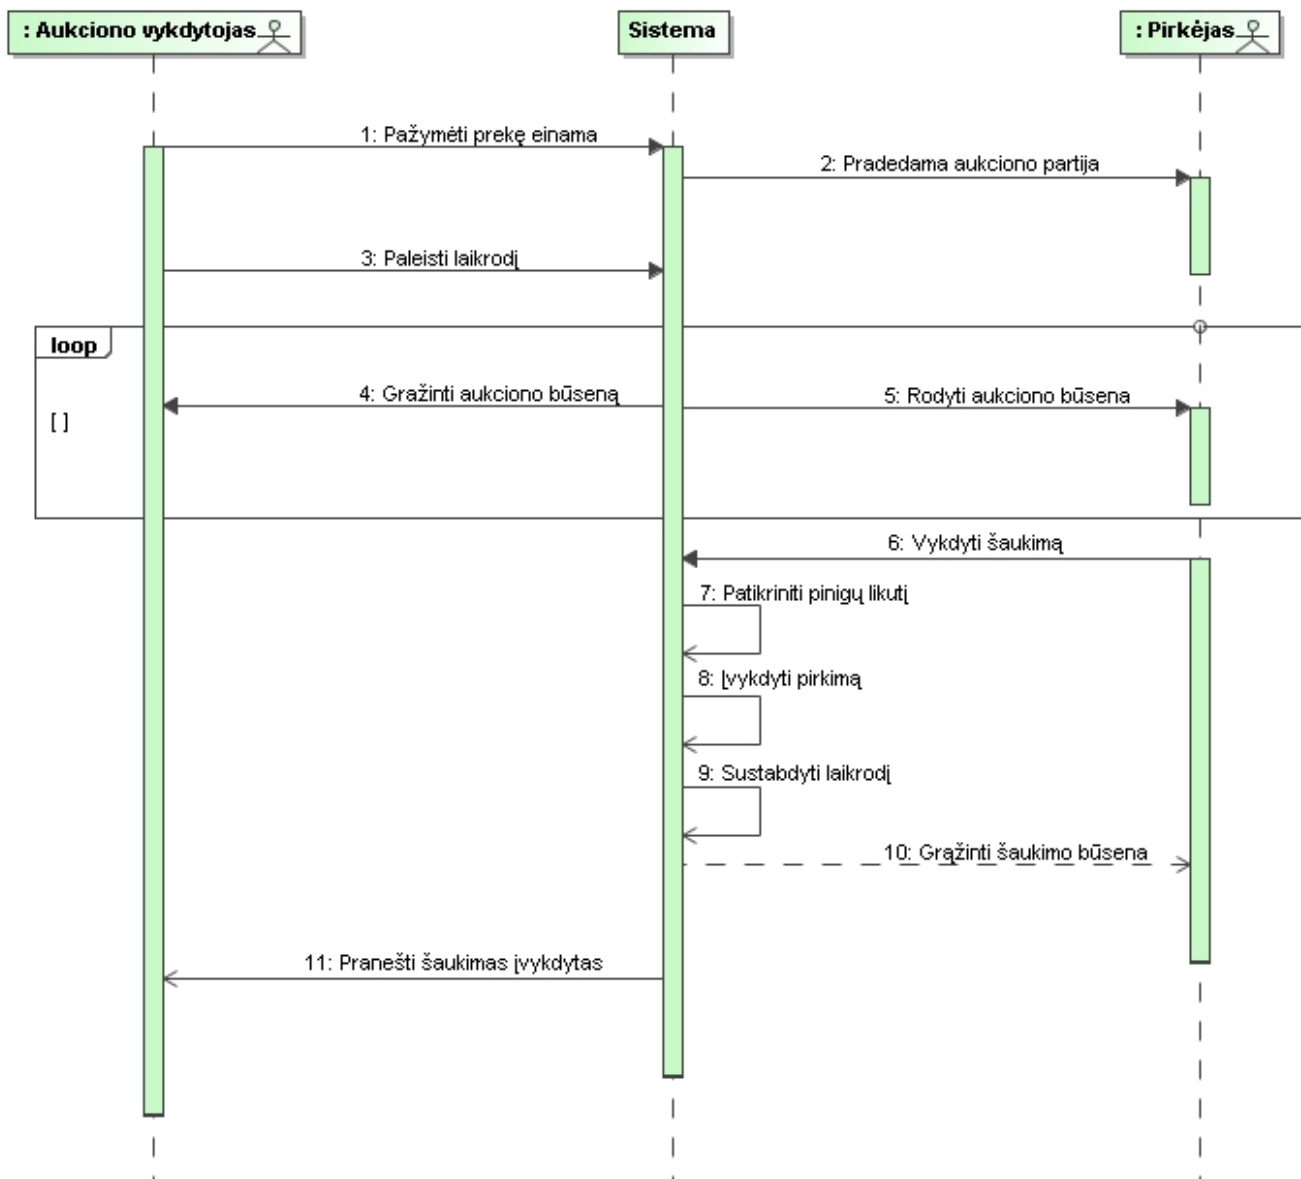 : Aukciono vykdytojas
Sistema
: Pirkėjas
1: Pažymėti prekę einama
2: Pradedama aukciono partija
3: Paleisti laikrodį
loop
4: Gražinti aukciono būseną
5: Rodyti aukciono būsena
[ ]
6: Vykdyti šaukimą
7: Patikriniti pinigų likutį
8: Įvykdyti pirkimą
9: Sustabdyti laikrodį
10: Grąžinti šaukimo būsena
11: Pranešti šaukimas įvykdytas